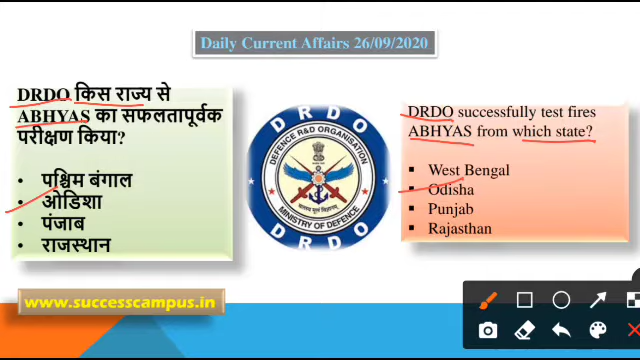 Daily Current Affairs 26/09/2020
DRDO किस राज्य से
ABHYAS का सफलतापूर्वक
परीक्षण किया?
• पश्चिम बंगाल
• ओडिशा
• पंजाब
• राजस्थान
DRDO
DEFENCE R&D ORGANISATION
MINISTRY OF DEFENCE
DRDO
DRDO successfully test fires
ABHYAS from which state?
▪ West Bengal
▪ Odisha
▪ Punjab
▪ Rajasthan
www.successcampus.in